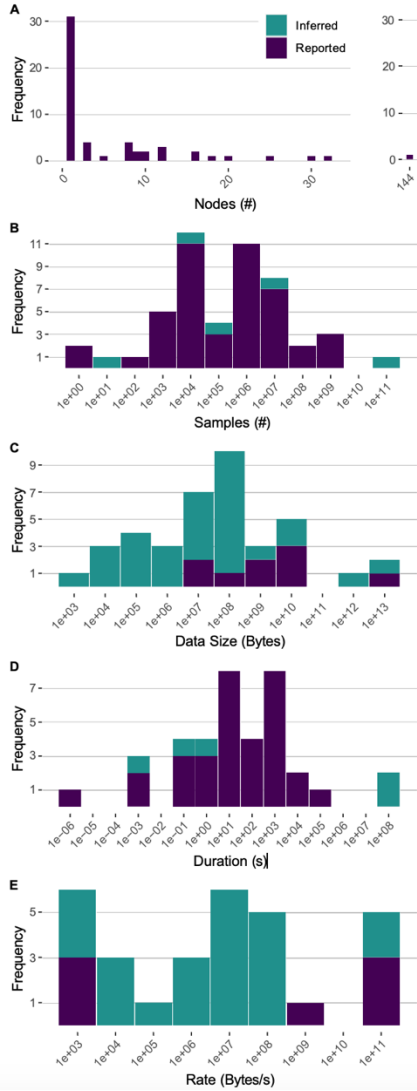 A
Inferred
Reported
Frequency
30
20
10
0
30
20
10
0
0
10
20
30
144
Nodes (#)
B
Frequency
11
9
7
5
3
1
1e+00
1e+01
1e+02
1e+03
1e+04
1e+05
1e+06
1e+07
1e+08
1e+09
1e+10
1e+11
Samples (#)
C
Frequency
9
7
5
3
1
1e+03
1e+04
1e+05
1e+06
1e+07
1e+08
1e+09
1e+10
1e+11
1e+12
1e+13
Data Size (Bytes)
D
Frequency
7
5
3
1
1e−06
1e−05
1e−04
1e−03
1e−02
1e−01
1e+00
1e+01
1e+02
1e+03
1e+04
1e+05
1e+06
1e+07
1e+08
Duration (s)
E
Frequency
5
3
1
1e+03
1e+04
1e+05
1e+06
1e+07
1e+08
1e+09
1e+10
1e+11
Rate (Bytes/s)